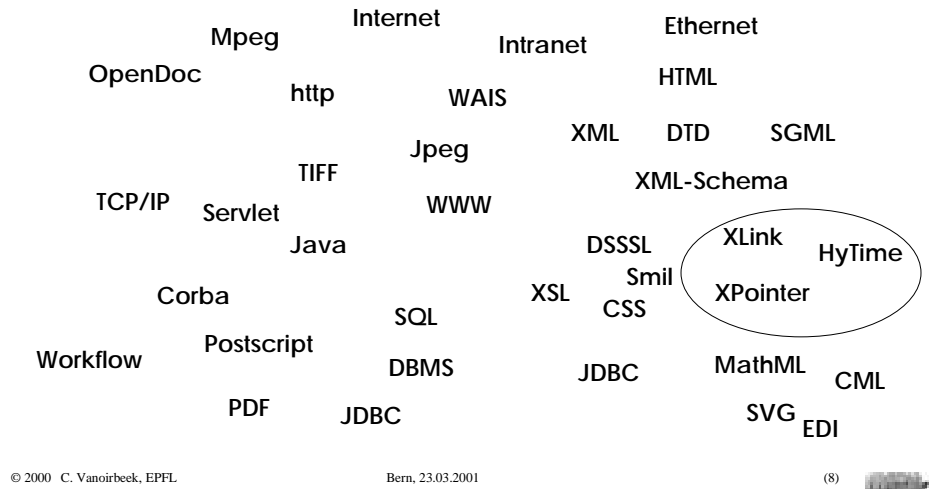 Internet
Ethernet
Mpeg
Intranet
OpenDoc
HTML
http
WAIS
XML DTD SGML
Jpeg
TIFF
XML-Schema
TCP/IP
Servlet
WWW
Java
DSSSL
XLink
HyTime
Smil
XSL
XPointer
Corba
CSS
SQL
Postscript
Workflow
DBMS
JDBC
MathML
CML
PDF
JDBC
SVG
EDI
© 2000 C. Vanoirbeek, EPFL Bern, 23.03.2001 (8)